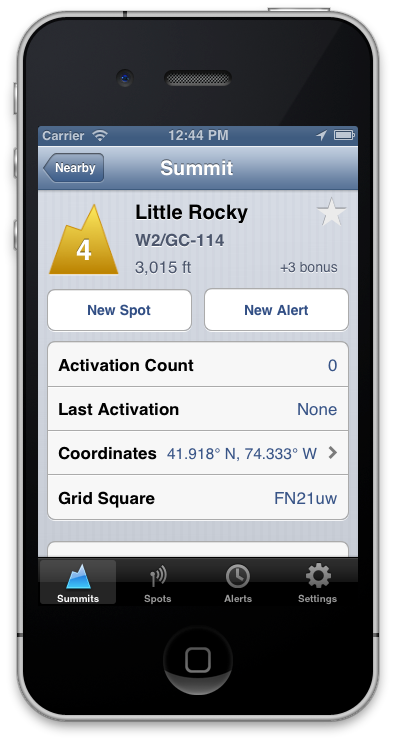 Carrier 12:44 PM
Nearby Summit
Little Rocky
4
W2/GC-114
3,015 ft +3 bonus
New Spot New Alert
Activation Count 0
Last Activation None
Coordinates 41.918° N, 74.333° W
Grid Square FN21uw
Summits Spots Alerts Settings